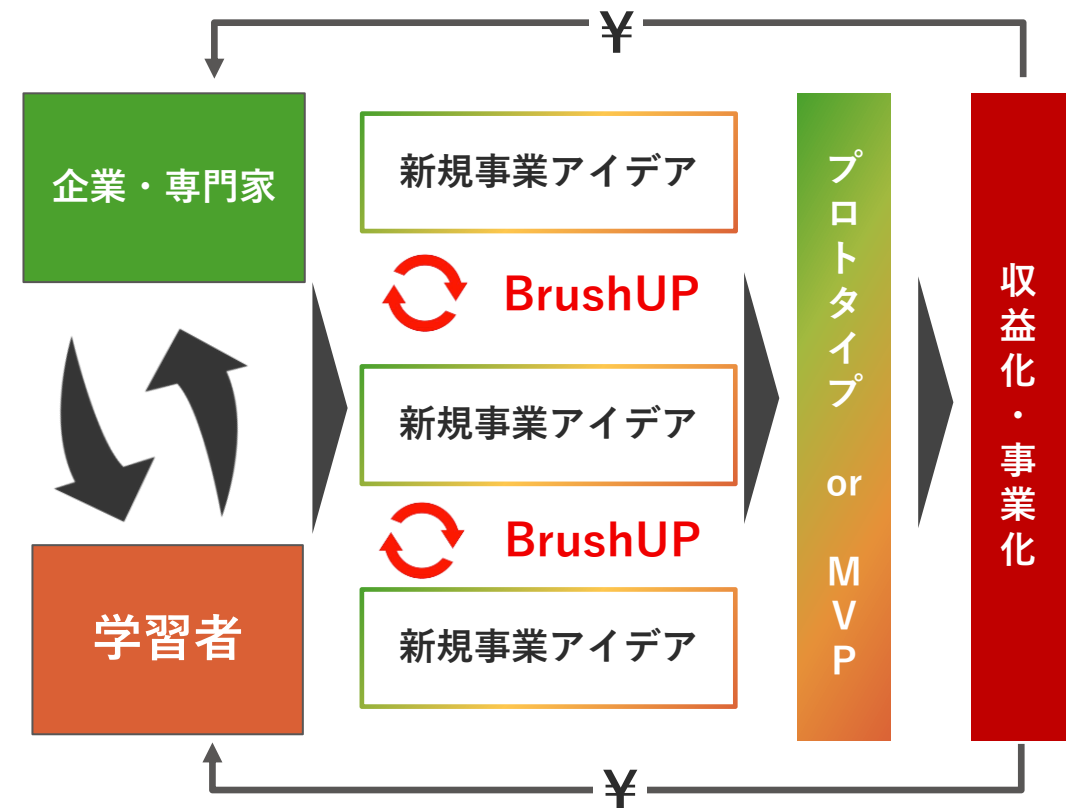 ¥
企業・専門家
新規事業アイデア
BrushUP
新規事業アイデア
BrushUP
新規事業アイデア
学習者
プロトタイプ or MVP
収益化・事業化
¥